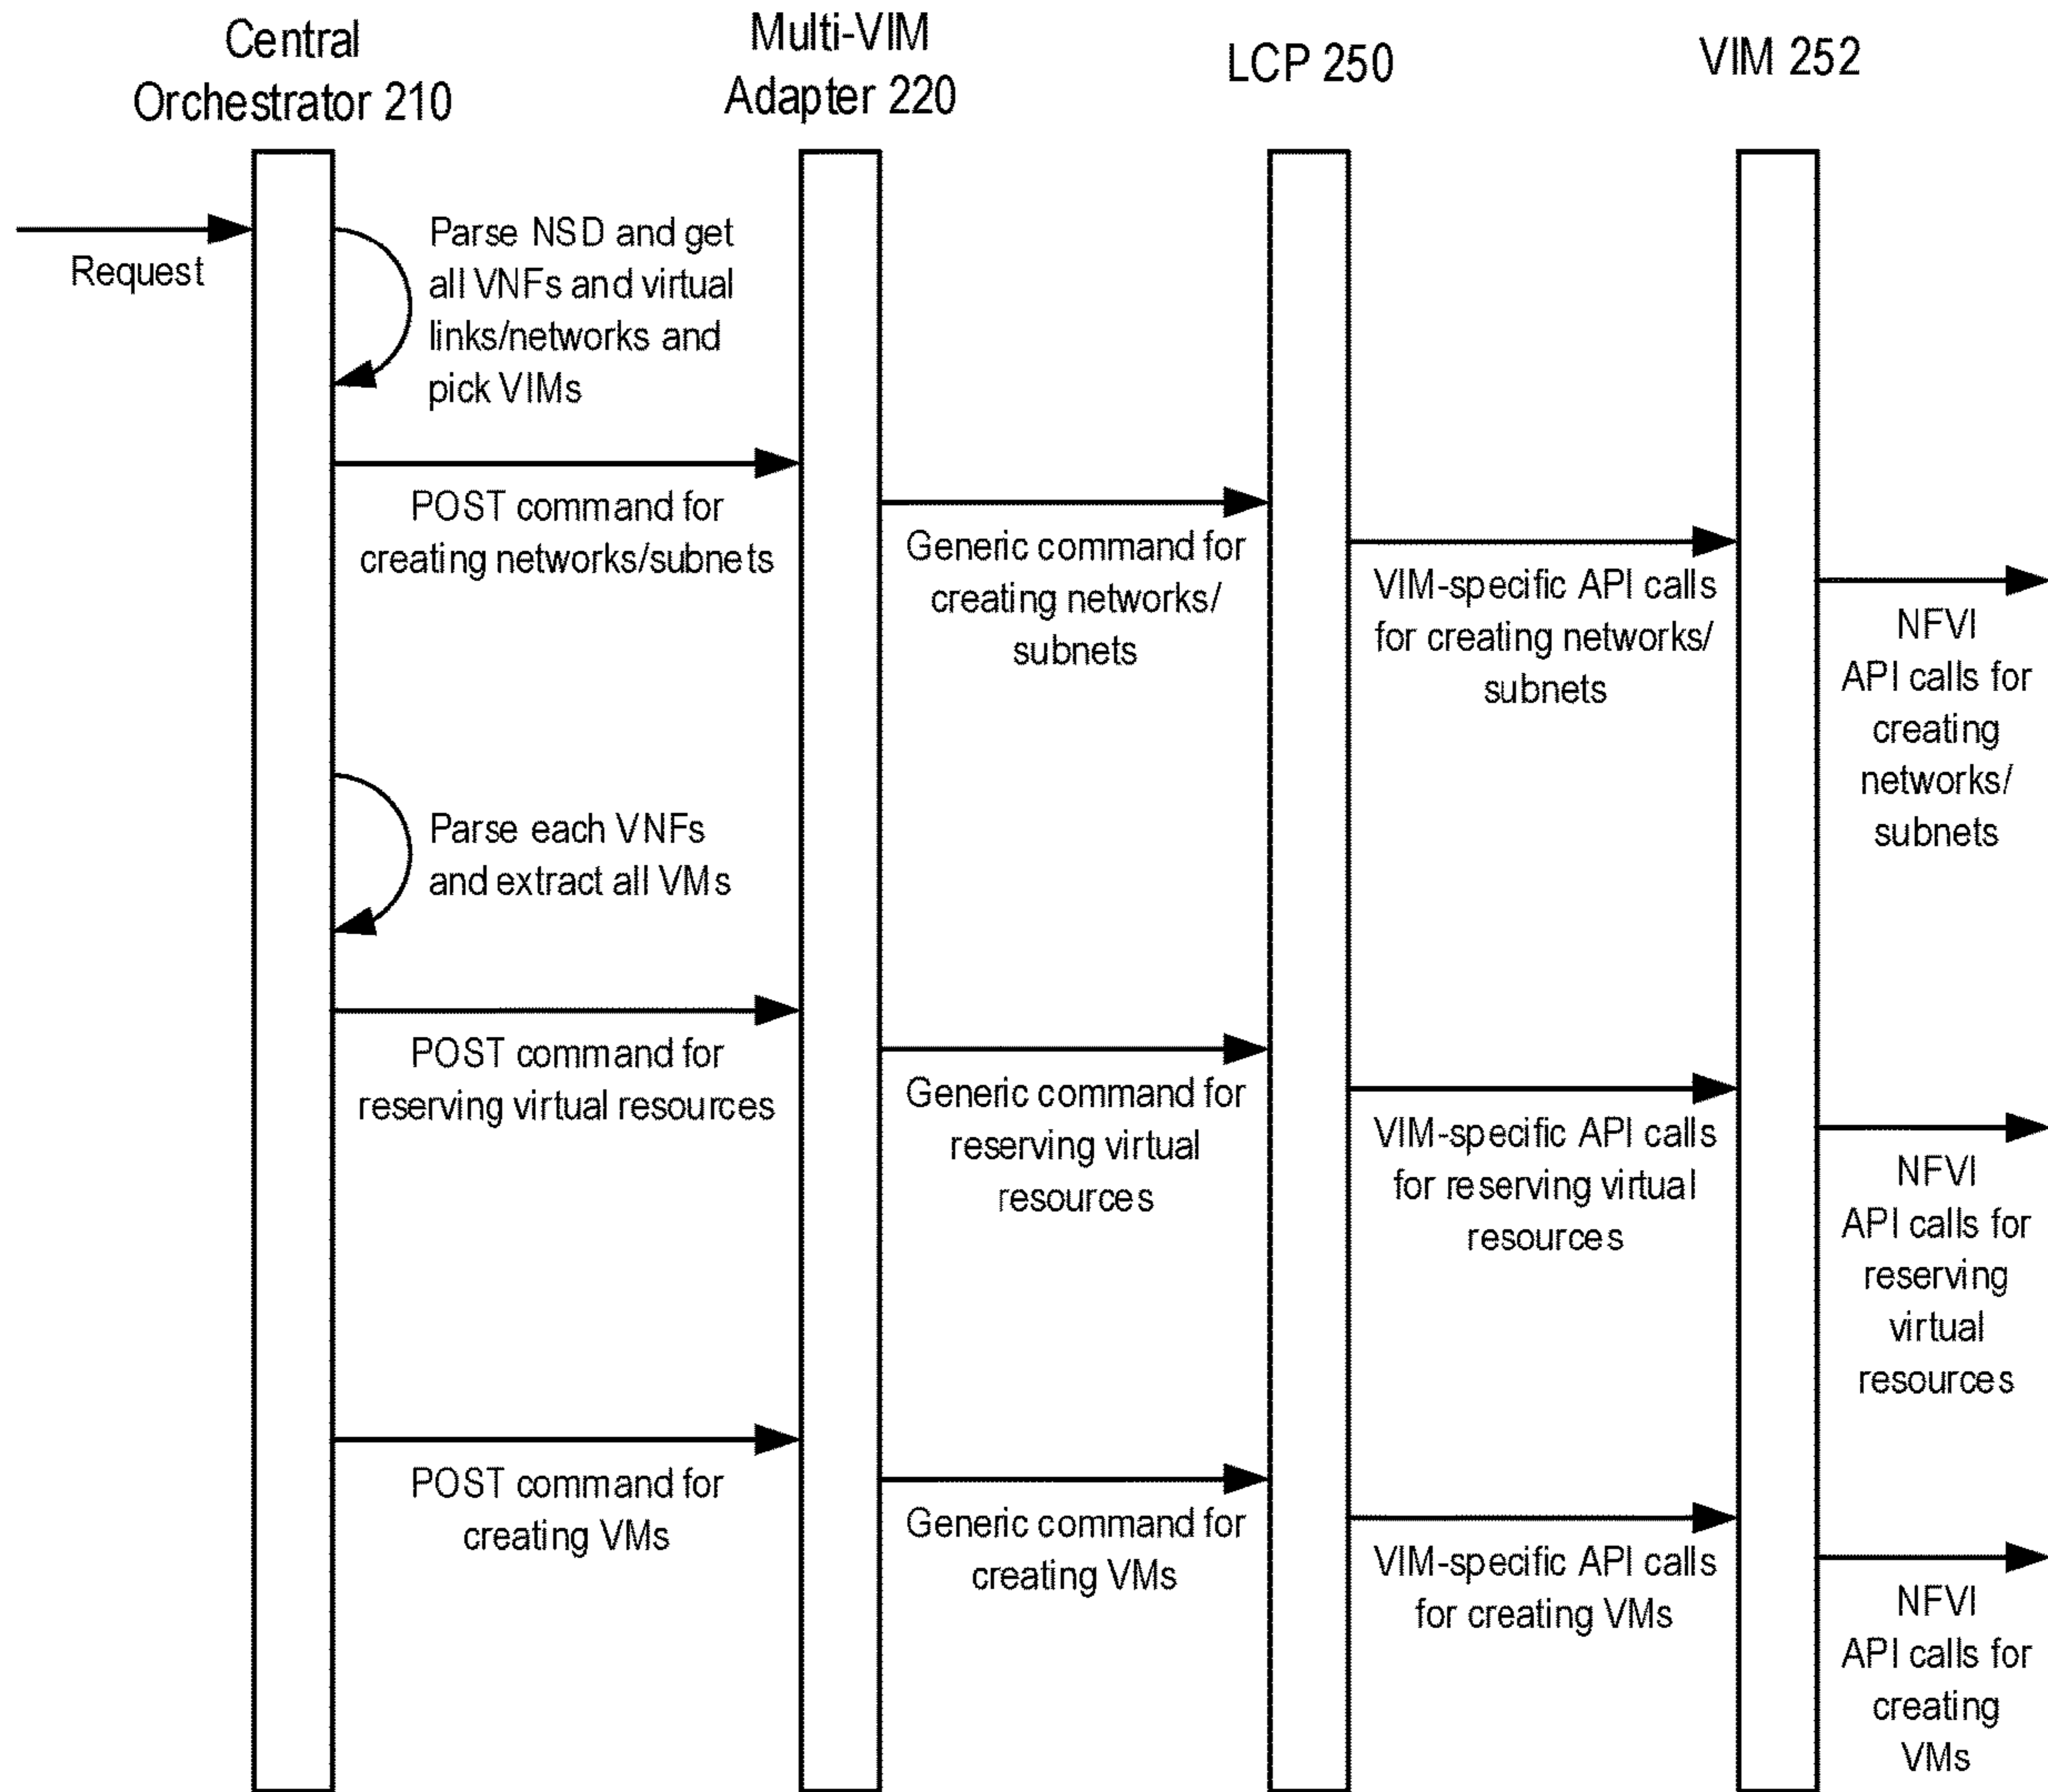 Central
Orchestrator 210
Multi-VIM
Adapter 220
LCP 250
VIM 252
Request
Parse NSD and get
all VNFs and virtual
links/networks and
pick VIMs
POST command for
creating networks/subnets
Generic command for
creating networks/
subnets
VIM-specific API calls
for creating networks/
subnets
NFVI
API calls for
creating
networks/
subnets
Parse each VNFs
and extract all VMs
POST command for
reserving virtual resources
Generic command for
reserving virtual
resources
VIM-specific API calls
for reserving virtual
resources
NFVI
API calls for
reserving
virtual
resources
POST command for
creating VMs
Generic command for
creating VMs
VIM-specific API calls
for creating VMs
NFVI
API calls for
creating
VMs